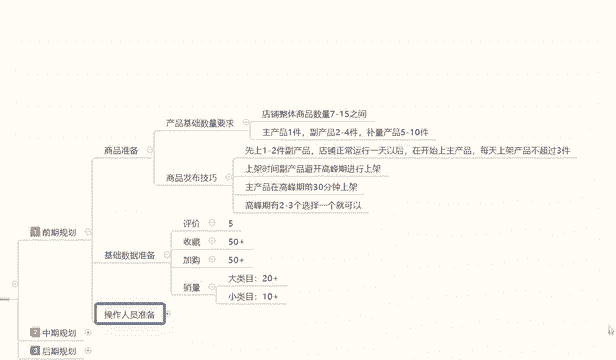 店铺整体商品数量7-15之间
产品基础数量要求
主产品1件，副产品2-4件，补量产品5-10件
商品准备
先上1-2件副产品，店铺正常运行一天以后，在开始上主产品，每天上架产品不超过3件
上架时间副产品避开高峰期进行上架
商品发布技巧
主产品在高峰期前30分钟上架
高峰期有2-3个选择一个就可以
1 前期规划
评价 5
收藏 50+
基础数据准备
加购 50+
大类目：20+
销量
小类目：10+
操作人员准备
2 中期规划
3 后期规划